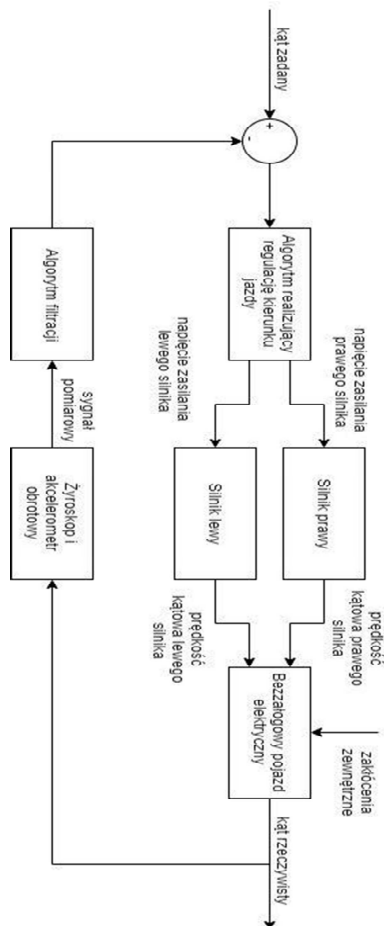 kąt zadany
+
-
Algorytm realizujący
regulację kierunku
jazdy
napięcie zasilania
prawego silnika
napięcie zasilania
lewego silnika
Silnik prawy
Silnik lewy
prędkość
kątowa prawego
silnika
prędkość
kątowa lewego
silnika
zakłócenia
zewnętrzne
Bezzałogowy pojazd
elektryczny
kąt rzeczywisty
Żyroskop i
akcelerometr
obrotowy
sygnał
pomiarowy
Algorytm filtracji